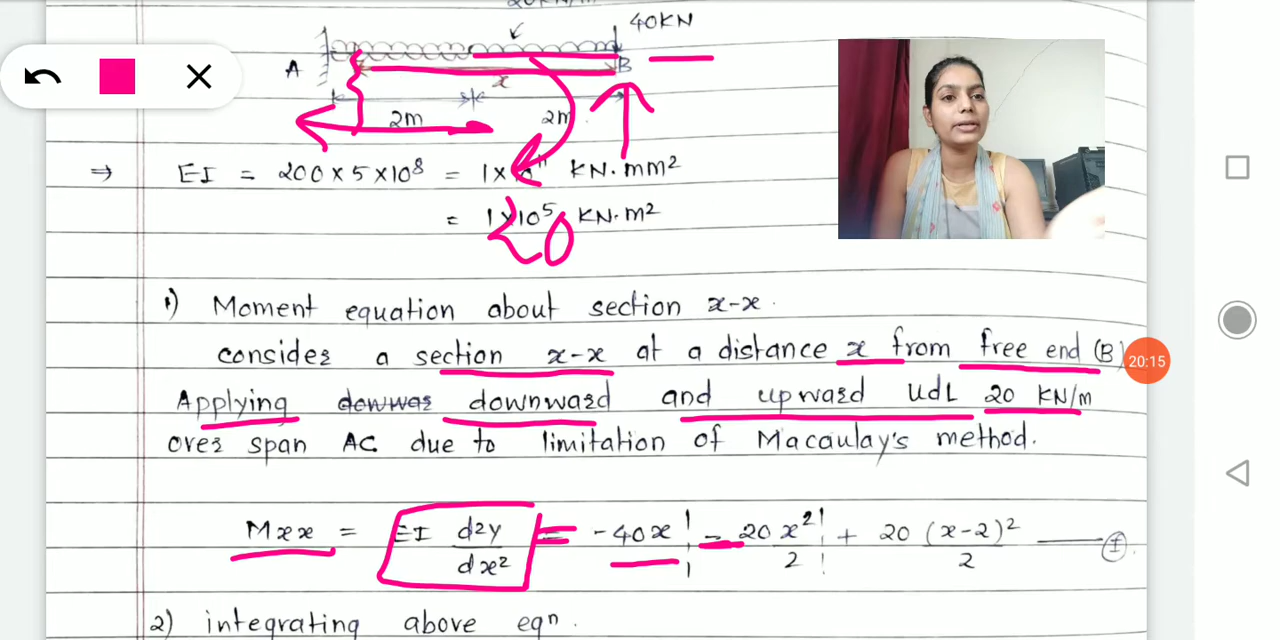 20KN/m
40KN
A
B
x
2m
2m
⇒ EI = 200 x 5 x 10⁸ = 1 x KN.mm²
= 1 x 10⁵ KN.m²
20
1) Moment equation about section x-x.
consider a section x-x at a distance x from free end (B)
20:15
Applying dowwas downward and upward UdL 20 KN/m
over span AC due to limitation of Macaulay's method.
Mxx = EI d2y/dx² = -40x ¦ - 20x²/2 ¦ + 20 (x-2)²/2 —— I
2) integrating above eqn.